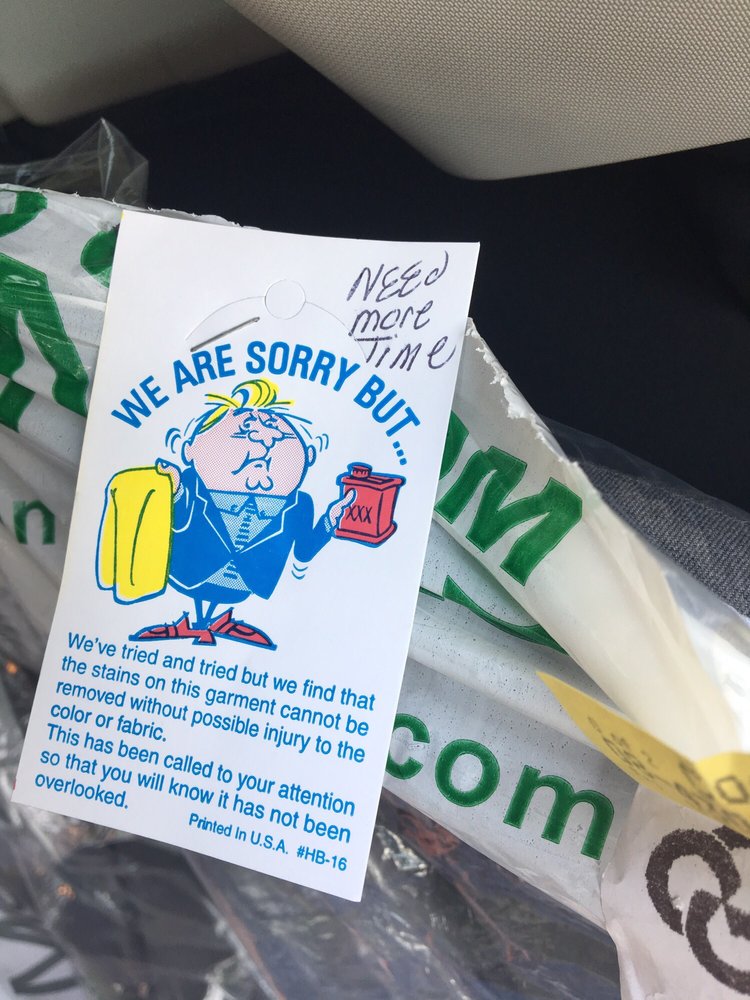 NEEd
more
TIMe
WE ARE SORRY BUT...
XXX
We've tried and tried but we find that
the stains on this garment cannot be
removed without possible injury to the
color or fabric.
This has been called to your attention
so that you will know it has not been
overlooked.
Printed In U.S.A. #HB-16
com